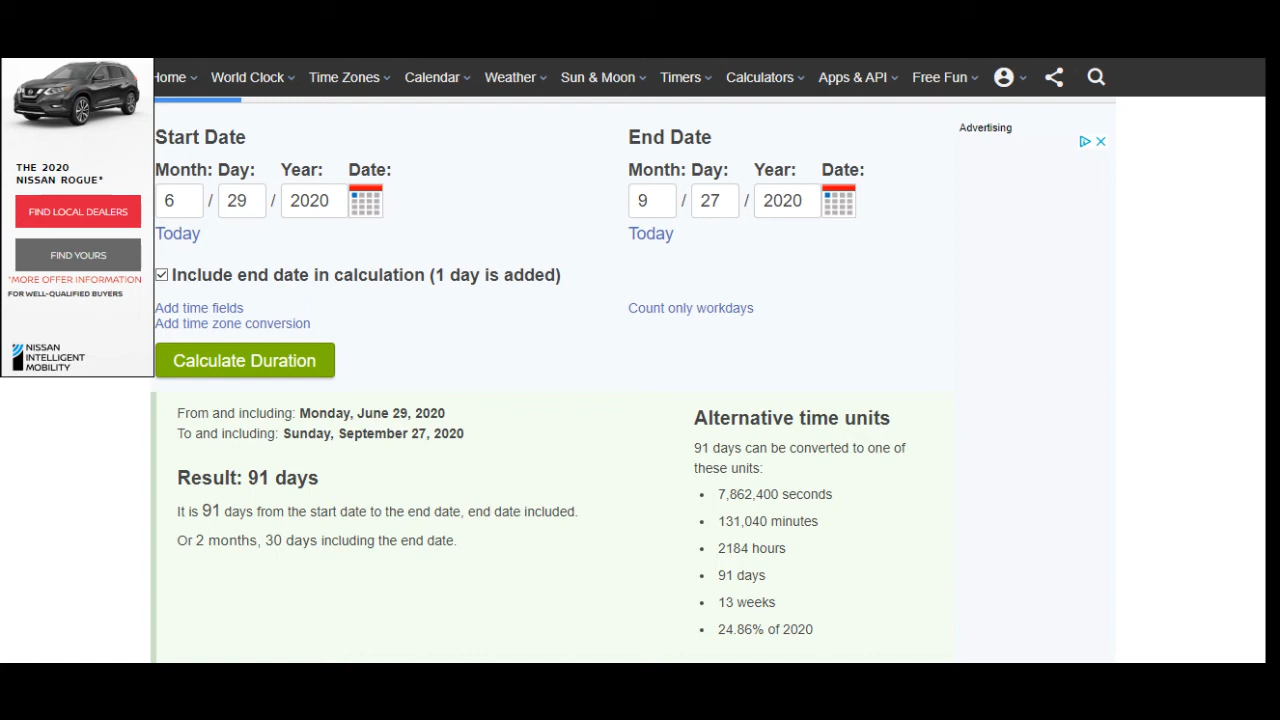 Home World Clock Time Zones Calendar Weather Sun & Moon Timers Calculators Apps & API Free Fun
THE 2020
NISSAN ROGUE*
FIND LOCAL DEALERS
FIND YOURS
*MORE OFFER INFORMATION
FOR WELL-QUALIFIED BUYERS
NISSAN
INTELLIGENT
MOBILITY
Start Date
Month: Day: Year: Date:
6 / 29 / 2020
Today
End Date
Month: Day: Year: Date:
9 / 27 / 2020
Today
Include end date in calculation (1 day is added)
Add time fields
Add time zone conversion
Count only workdays
Calculate Duration
Advertising
From and including: Monday, June 29, 2020
To and including: Sunday, September 27, 2020
Result: 91 days
It is 91 days from the start date to the end date, end date included.
Or 2 months, 30 days including the end date.
Alternative time units
91 days can be converted to one of
these units:
• 7,862,400 seconds
• 131,040 minutes
• 2184 hours
• 91 days
• 13 weeks
• 24.86% of 2020